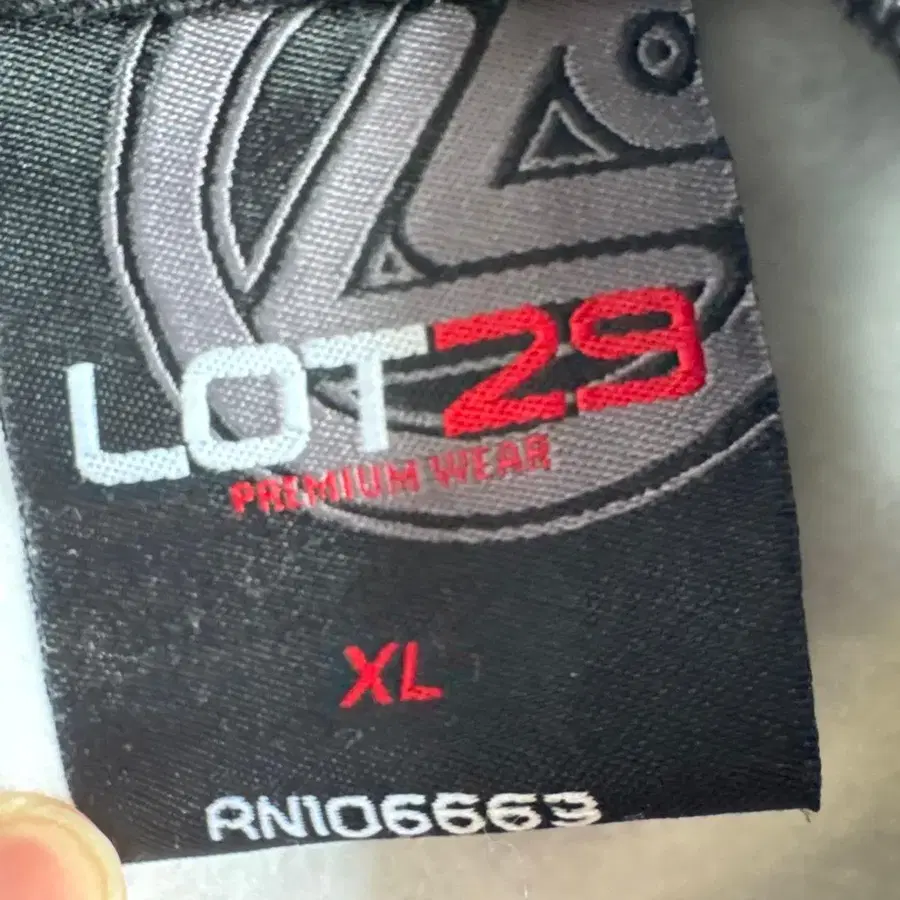 LOT29
PREMIUM WEAR
XL
RN106663